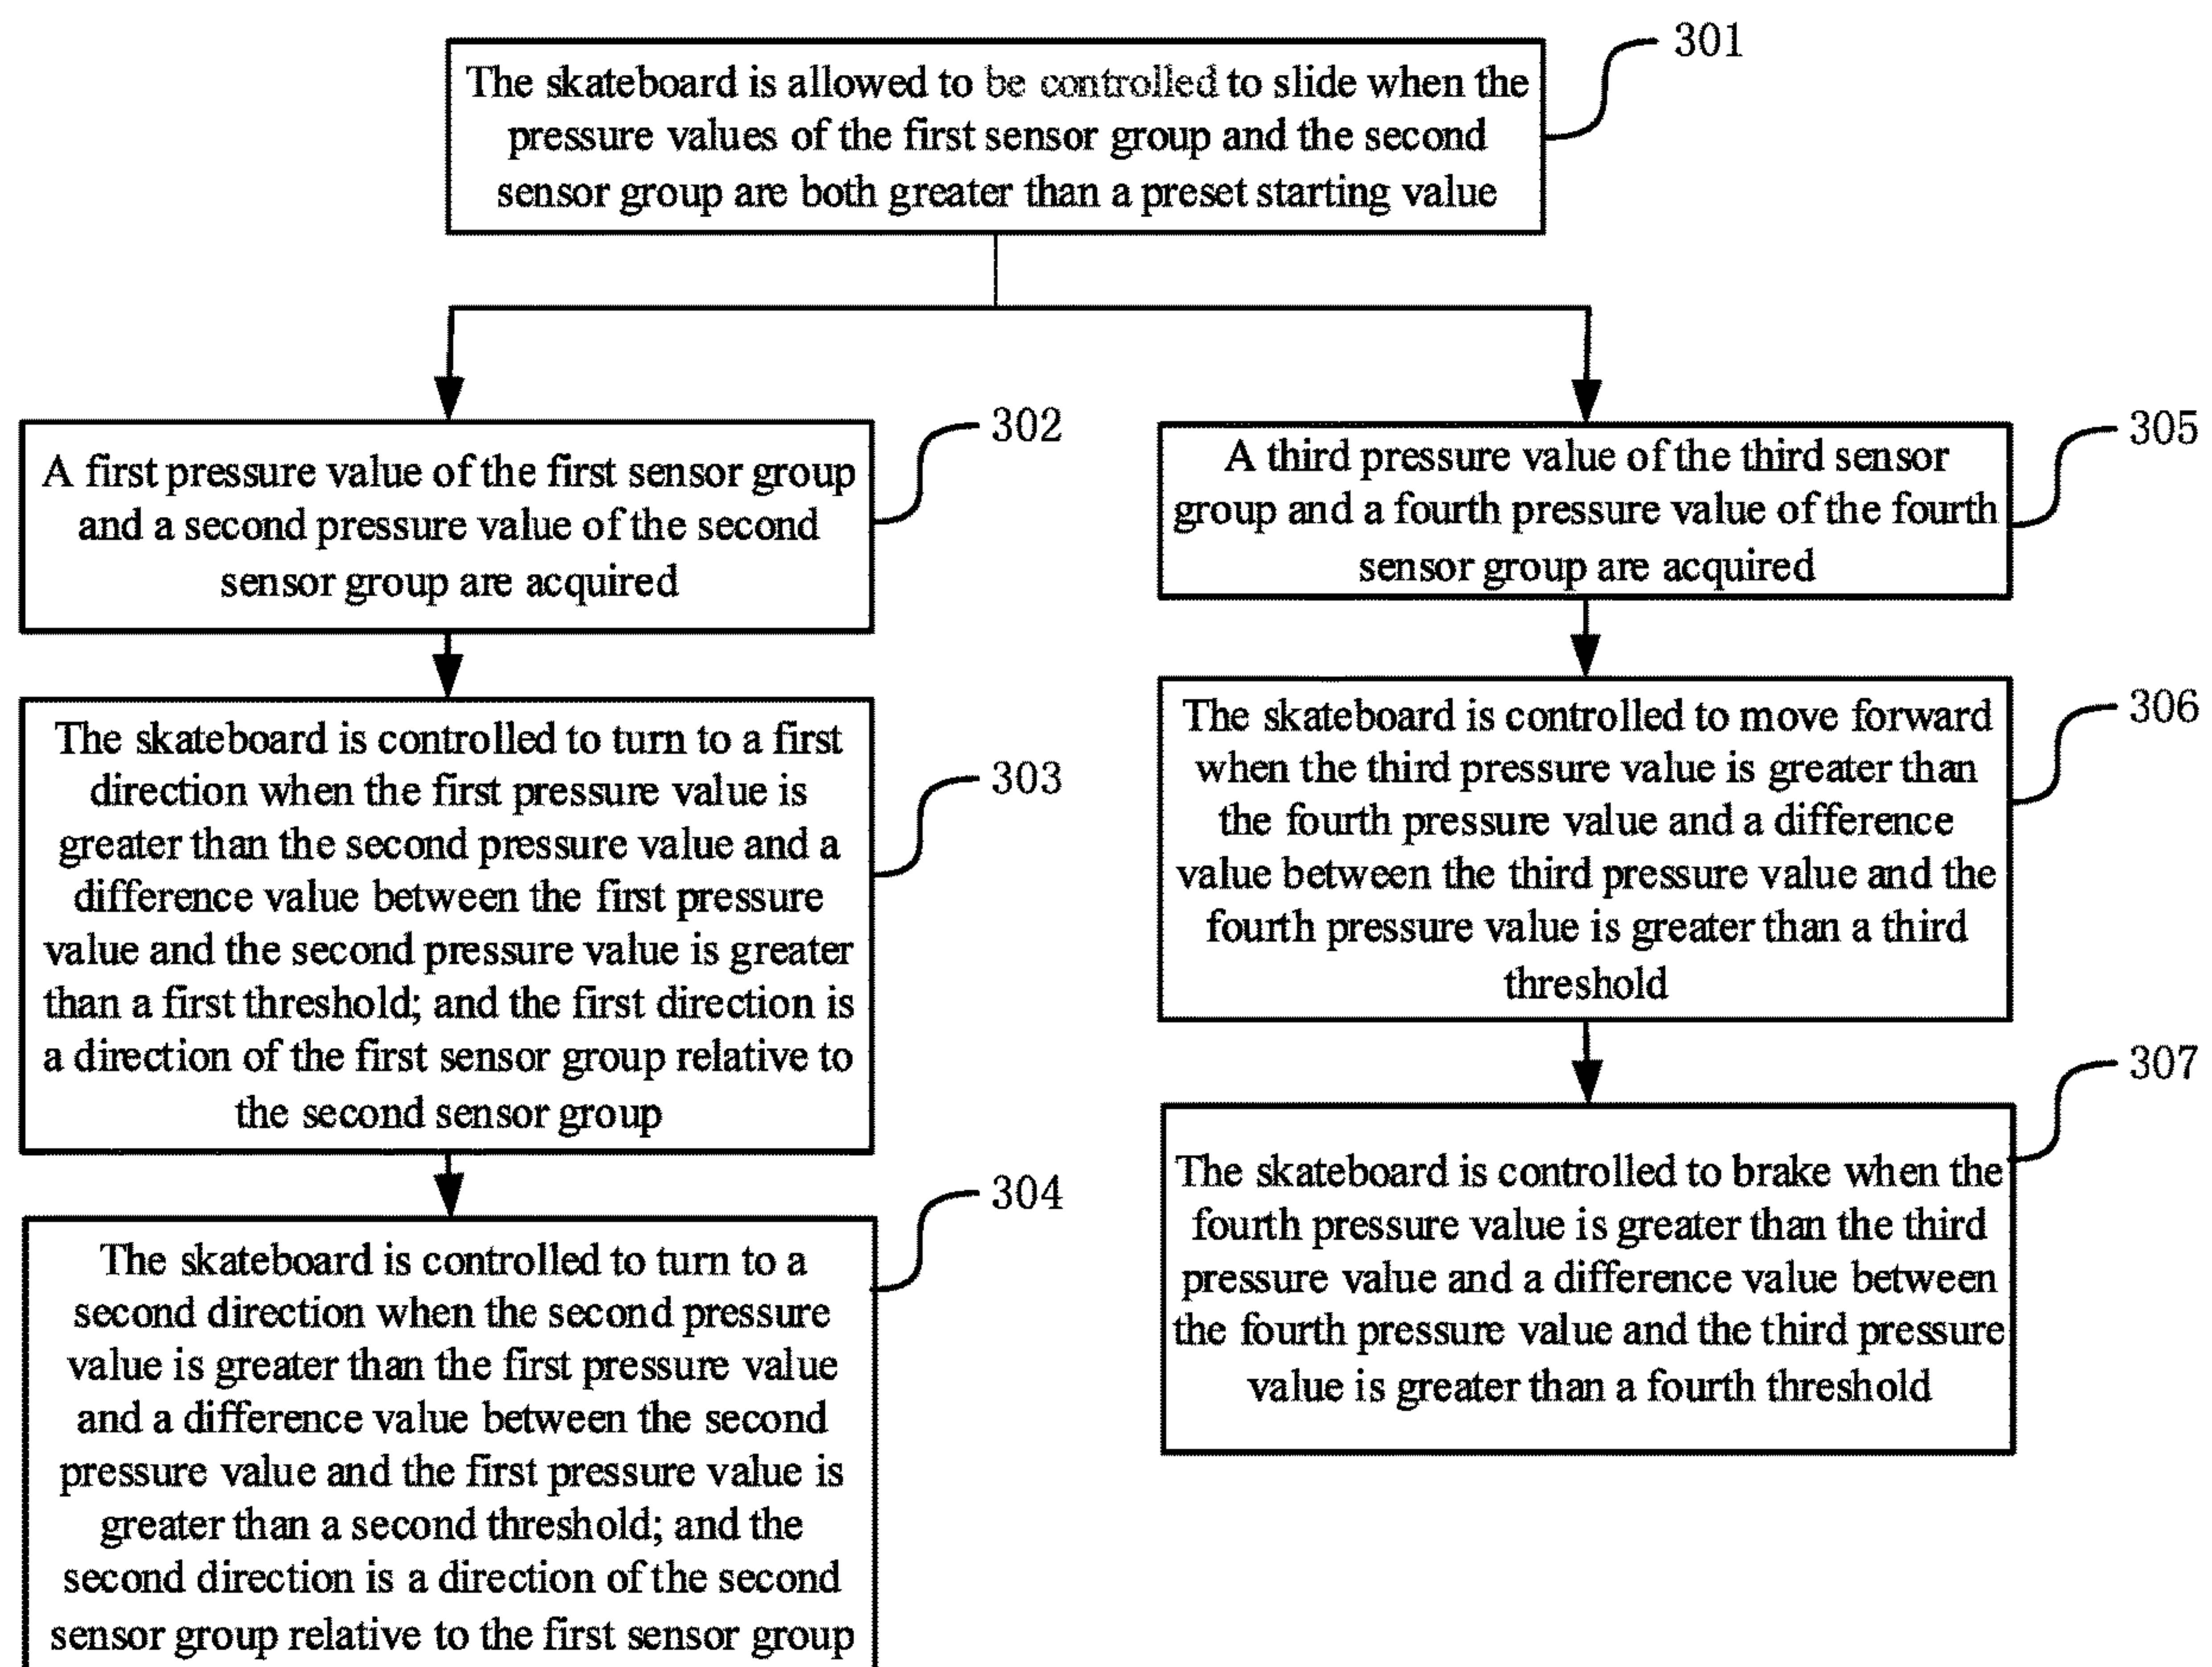 The skateboard is allowed to be controlled to slide when the
pressure values of the first sensor group and the second
sensor group are both greater than a preset starting value
301
A first pressure value of the first sensor group
and a second pressure value of the second
sensor group are acquired
302
The skateboard is controlled to turn to a first
direction when the first pressure value is
greater than the second pressure value and a
difference value between the first pressure
value and the second pressure value is greater
than a first threshold; and the first direction is
a direction of the first sensor group relative to
the second sensor group
303
The skateboard is controlled to turn to a
second direction when the second pressure
value is greater than the first pressure value
and a difference value between the second
pressure value and the first pressure value is
greater than a second threshold; and the
second direction is a direction of the second
sensor group relative to the first sensor group
304
A third pressure value of the third sensor
group and a fourth pressure value of the fourth
sensor group are acquired
305
The skateboard is controlled to move forward
when the third pressure value is greater than
the fourth pressure value and a difference
value between the third pressure value and the
fourth pressure value is greater than a third
threshold
306
The skateboard is controlled to brake when the
fourth pressure value is greater than the third
pressure value and a difference value between
the fourth pressure value and the third pressure
value is greater than a fourth threshold
307